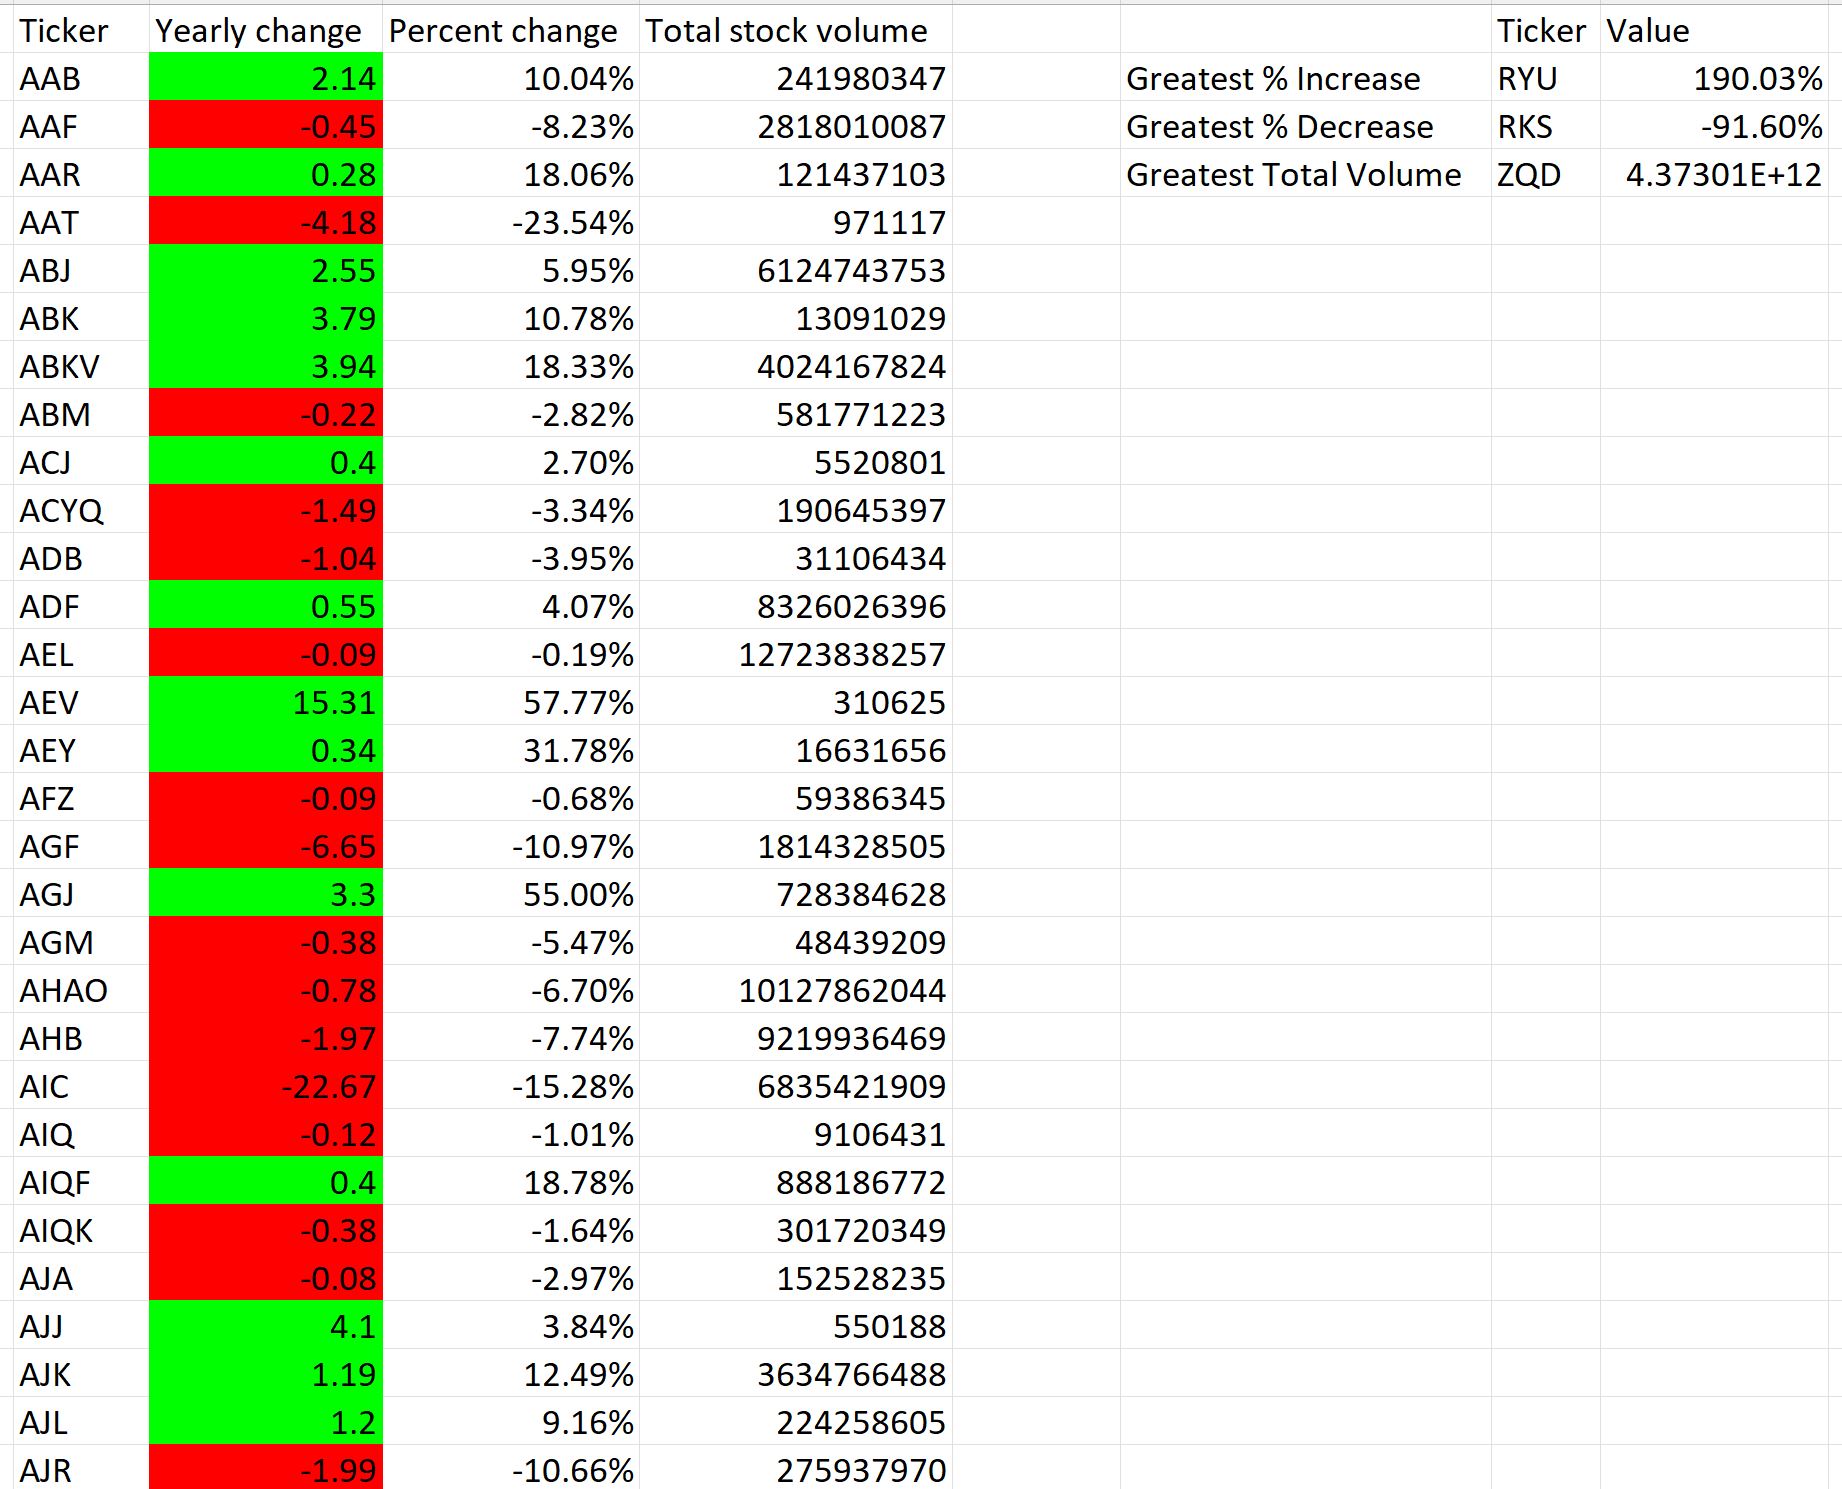 Ticker Yearly change Percent change Total stock volume Ticker Value
AAB 2.14 10.04% 241980347 Greatest % Increase RYU 190.03%
AAF -0.45 -8.23% 2818010087 Greatest % Decrease RKS -91.60%
AAR 0.28 18.06% 121437103 Greatest Total Volume ZQD 4.37301E+12
AAT -4.18 -23.54% 971117
ABJ 2.55 5.95% 6124743753
ABK 3.79 10.78% 13091029
ABKV 3.94 18.33% 4024167824
ABM -0.22 -2.82% 581771223
ACJ 0.4 2.70% 5520801
ACYQ -1.49 -3.34% 190645397
ADB -1.04 -3.95% 31106434
ADF 0.55 4.07% 8326026396
AEL -0.09 -0.19% 12723838257
AEV 15.31 57.77% 310625
AEY 0.34 31.78% 16631656
AFZ -0.09 -0.68% 59386345
AGF -6.65 -10.97% 1814328505
AGJ 3.3 55.00% 728384628
AGM -0.38 -5.47% 48439209
AHAO -0.78 -6.70% 10127862044
AHB -1.97 -7.74% 9219936469
AIC -22.67 -15.28% 6835421909
AIQ -0.12 -1.01% 9106431
AIQF 0.4 18.78% 888186772
AIQK -0.38 -1.64% 301720349
AJA -0.08 -2.97% 152528235
AJJ 4.1 3.84% 550188
AJK 1.19 12.49% 3634766488
AJL 1.2 9.16% 224258605
AJR -1.99 -10.66% 275937970